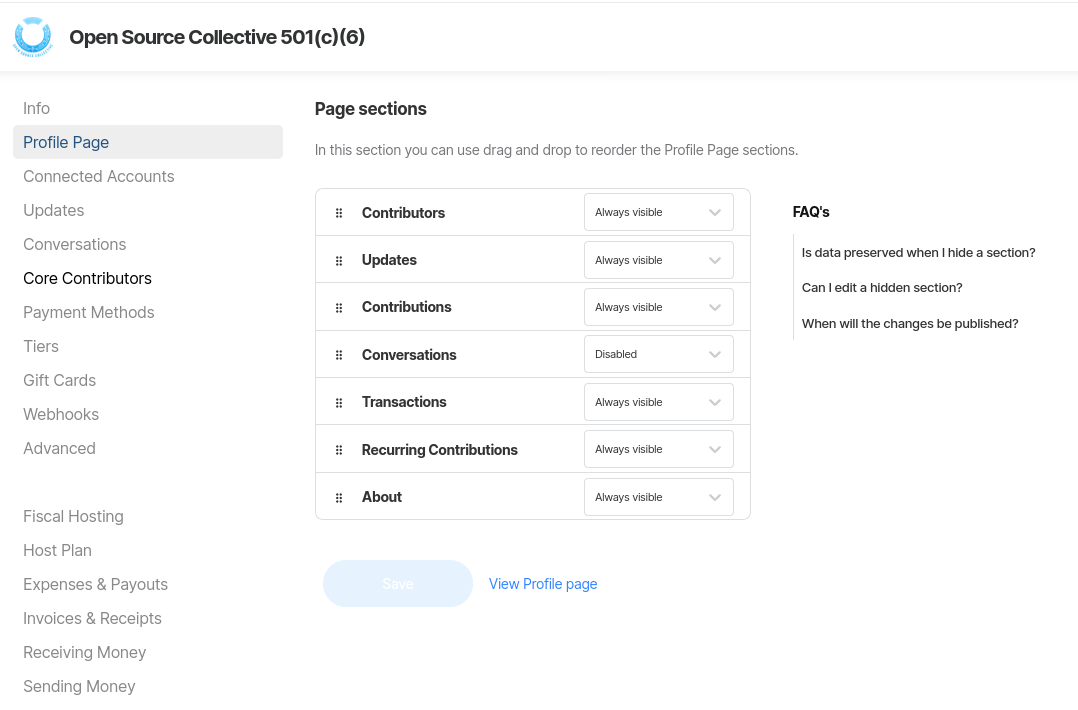 Open Source Collective 501(c)(6)
Info
Profile Page
Connected Accounts
Updates
Conversations
Core Contributors
Payment Methods
Tiers
Gift Cards
Webhooks
Advanced
Fiscal Hosting
Host Plan
Expenses & Payouts
Invoices & Receipts
Receiving Money
Sending Money
Page sections
In this section you can use drag and drop to reorder the Profile Page sections.
Contributors Always visible
Updates Always visible
Contributions Always visible
Conversations Disabled
Transactions Always visible
Recurring Contributions Always visible
About Always visible
Save View Profile page
FAQ's
Is data preserved when I hide a section?
Can I edit a hidden section?
When will the changes be published?